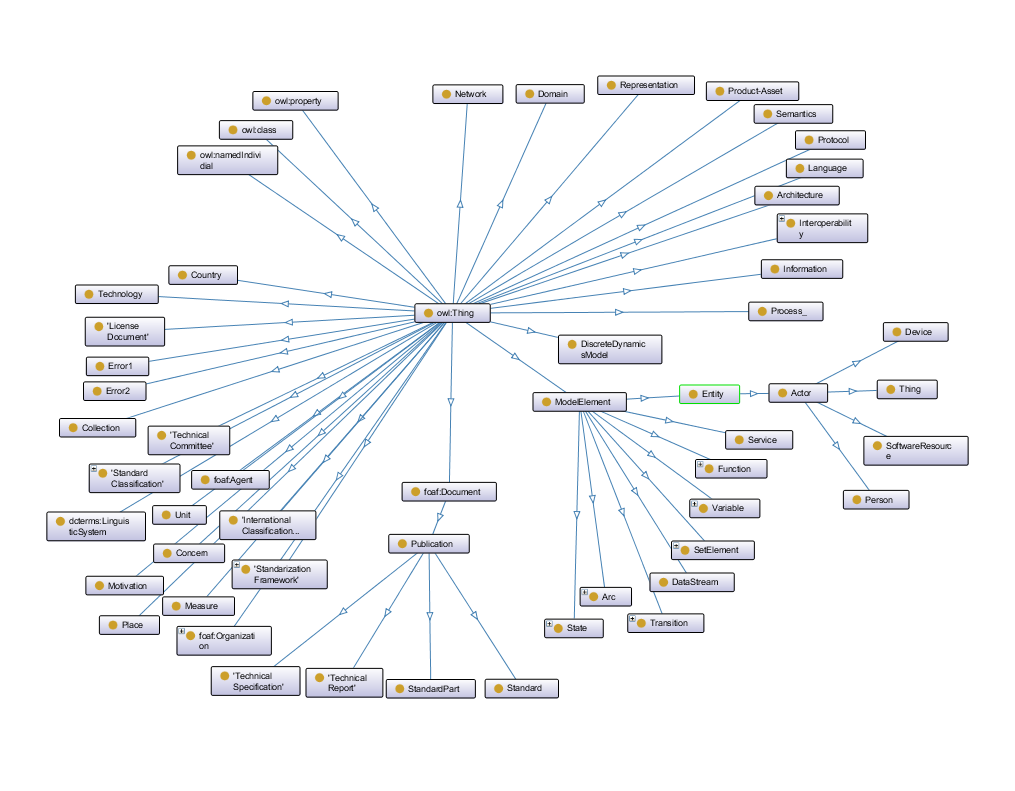 Representation
Product-Asset
Network
Domain
owl:property
Semantics
owl:class
Protocol
owl:namedIndivi
dial
Language
Architecture
Interoperabilit
y
Information
Country
Technology
Process_
owl:Thing
'License
Document'
Device
DiscreteDynamic
sModel
Error1
Error2
Entity
Actor
Thing
ModelElement
Collection
'Technical
Committee'
Service
SoftwareResourc
e
Function
'Standard
Classification'
foaf:Agent
foaf:Document
Person
Variable
Unit
dcterms:Linguis
ticSystem
'International
Classification...
Publication
SetElement
Concern
'Standarization
Framework'
DataStream
Motivation
Arc
Measure
Place
Transition
State
foaf:Organizati
on
'Technical
Specification'
'Technical
Report'
StandardPart
Standard